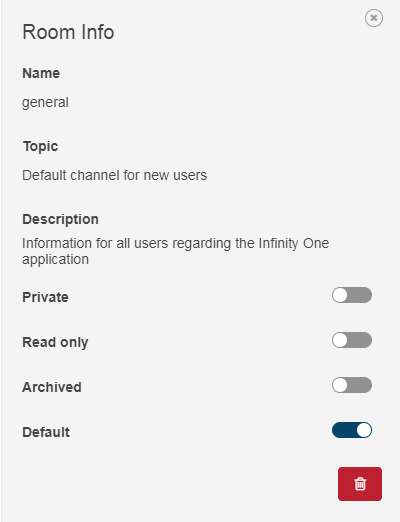 Room Info
Name
general
Topic
Default channel for new users
Description
Information for all users regarding the Infinity One
application
Private
Read only
Archived
Default